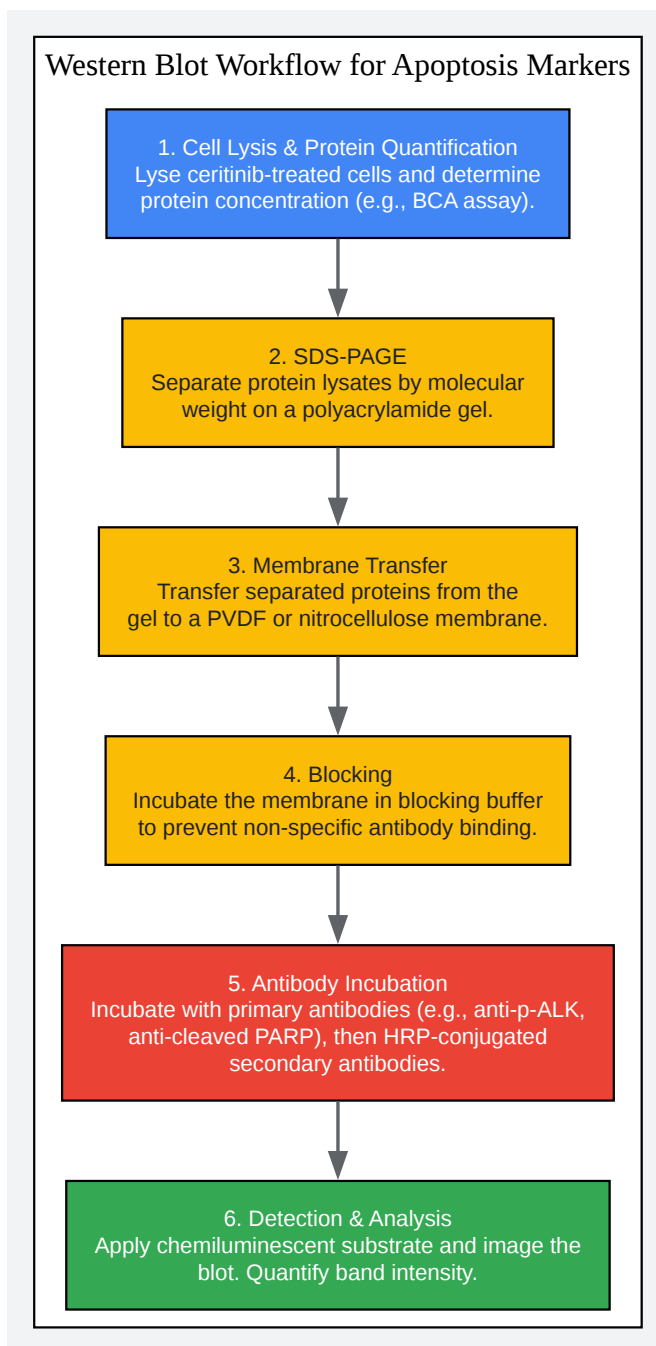 Western Blot Workflow for Apoptosis Markers
1. Cell Lysis & Protein Quantification
Lyse ceritinib-treated cells and determine
protein concentration (e.g., BCA assay).
2. SDS-PAGE
Separate protein lysates by molecular
weight on a polyacrylamide gel.
3. Membrane Transfer
Transfer separated proteins from the
gel to a PVDF or nitrocellulose membrane.
4. Blocking
Incubate the membrane in blocking buffer
to prevent non-specific antibody binding.
5. Antibody Incubation
Incubate with primary antibodies (e.g., anti-p-ALK,
anti-cleaved PARP), then HRP-conjugated
secondary antibodies.
6. Detection & Analysis
Apply chemiluminescent substrate and image the
blot. Quantify band intensity.